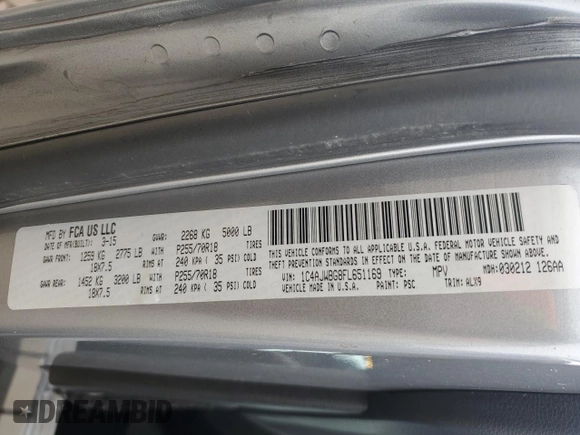 MFD BY FCA US LLC
DATE OF MFR(BUILT): 3-15 GVWR: 2268 KG 5000 LB
GAWR FRONT: 1259 KG 2775 LB WITH P255/70R18 TIRES
18X7.5 RIMS AT 240 KPA ( 35 PSI) COLD
GAWR REAR: 1452 KG 3200 LB WITH P255/70R18 TIRES
18X7.5 RIMS AT 240 KPA ( 35 PSI) COLD
THIS VEHICLE CONFORMS TO ALL APPLICABLE U.S.A. FEDERAL MOTOR VEHICLE SAFETY AND
THEFT PREVENTION STANDARDS IN EFFECT ON THE DATE OF MANUFACTURE SHOWN ABOVE.
VIN: 1C4AJWBG8FL651169 TYPE: MPV MDH: 030212 126AA
VEHICLE MADE IN U.S.A. PAINT: PSC TRIM: ALX9
DREAMBID